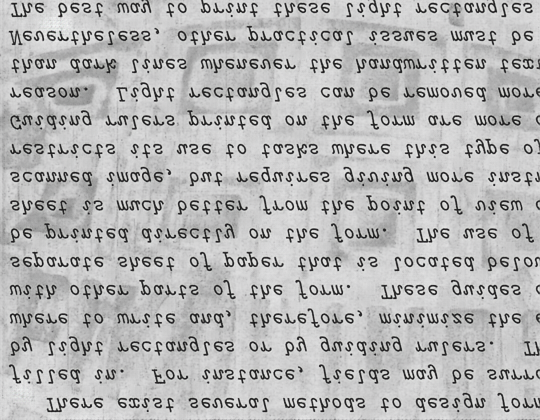 There exist several methods to design form
filled in. For instance, fields may be surro
by light rectangles or by guiding rulers. Th
where to write and, therefore, minimize the e
with other parts of the form. These guides c
separate sheet of paper that is located below
be printed directly on the form. The use of
sheet is much better from the point of view o
scanned image, but requires giving more instr
restricts its use to tasks where this type of
Guiding rulers printed on the form are more c
reason. Light rectangles can be removed more
than dark lines whenever the handwritten text
Nevertheless, other practical issues must be
The best way to print these light rectangles